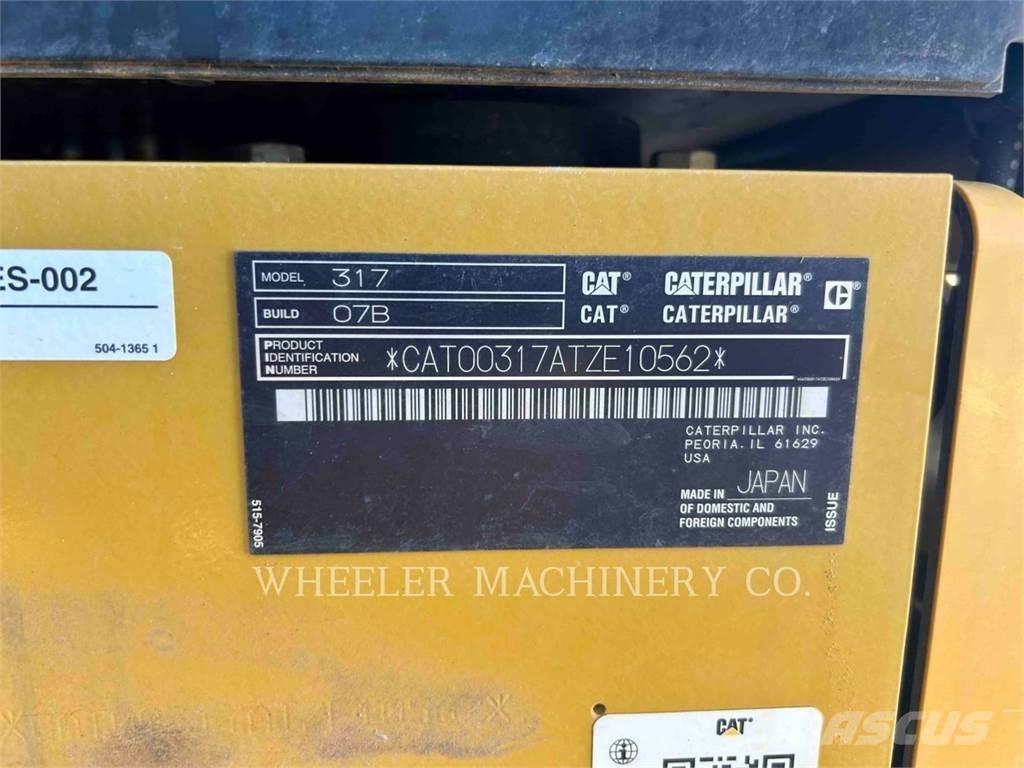 ES-002
504-1365 1
MODEL 317
BUILD 07B
CAT® CATERPILLAR® C®
CAT® CATERPILLAR®
PRODUCT
IDENTIFICATION
NUMBER
*CAT00317ATZE10562*
CATERPILLAR INC.
PEORIA, IL 61629
USA
MADE IN JAPAN
OF DOMESTIC AND
FOREIGN COMPONENTS
ISSUE
515-7905
WHEELER MACHINERY CO.
CAT®
MASCUS